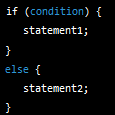 if (condition) {
statement1;
}
else {
statement2;
}